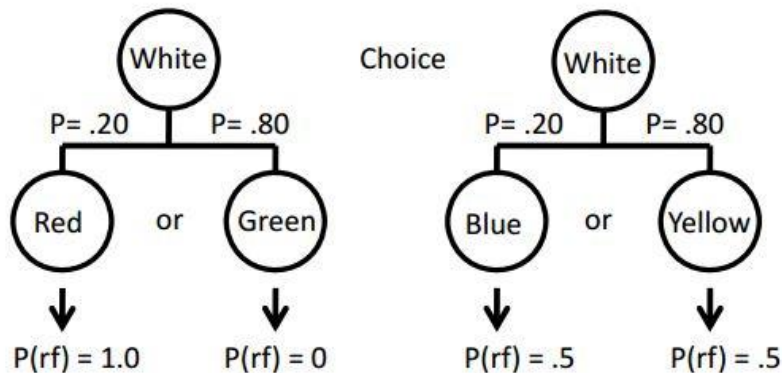 White Choice White
P= .20 P= .80 P= .20 P= .80
Red or Green Blue or Yellow
P(rf) = 1.0 P(rf) = 0 P(rf) = .5 P(rf) = .5